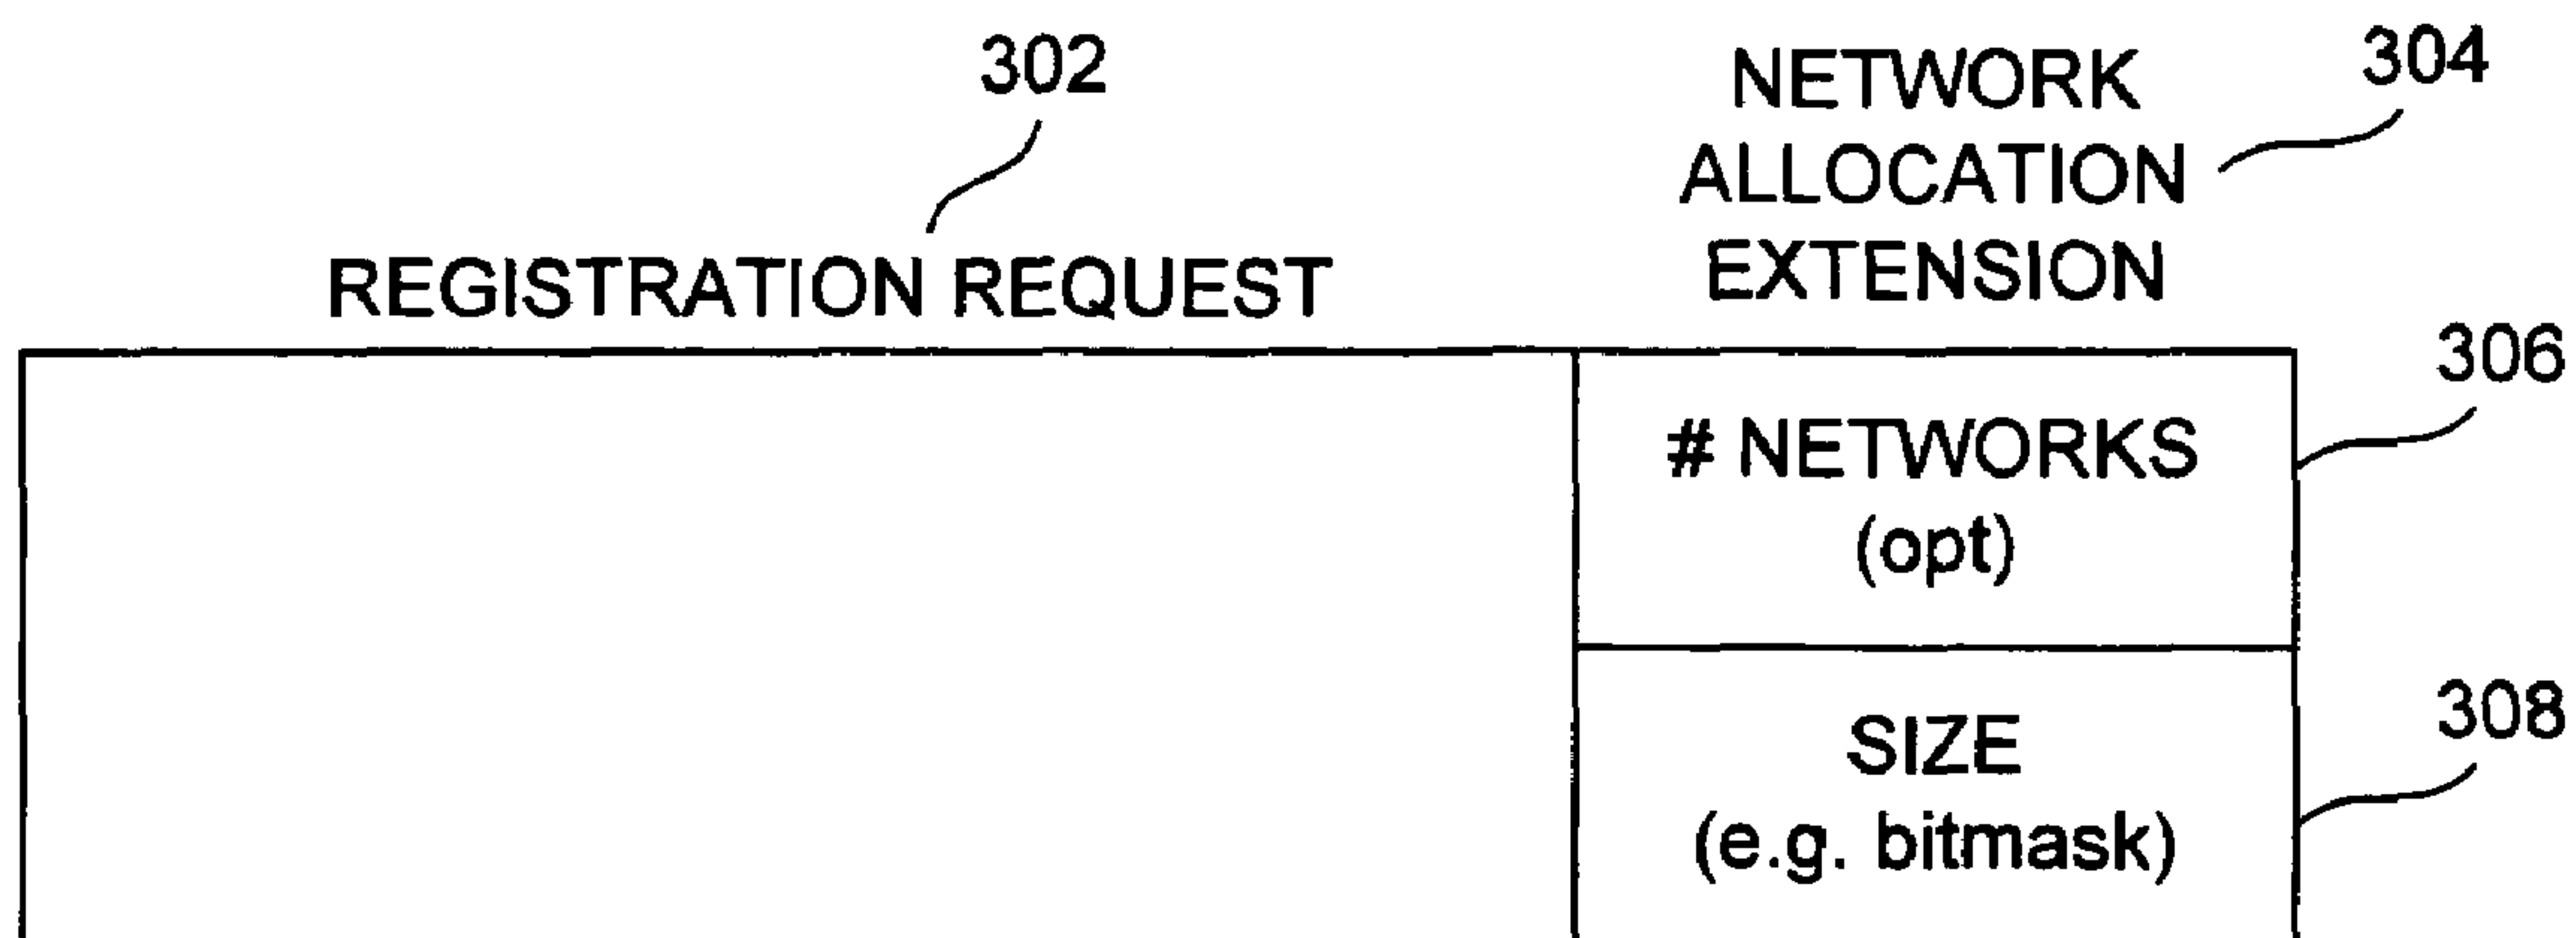 302
NETWORK
ALLOCATION
EXTENSION
304
REGISTRATION REQUEST
# NETWORKS
(opt)
306
SIZE
(e.g. bitmask)
308